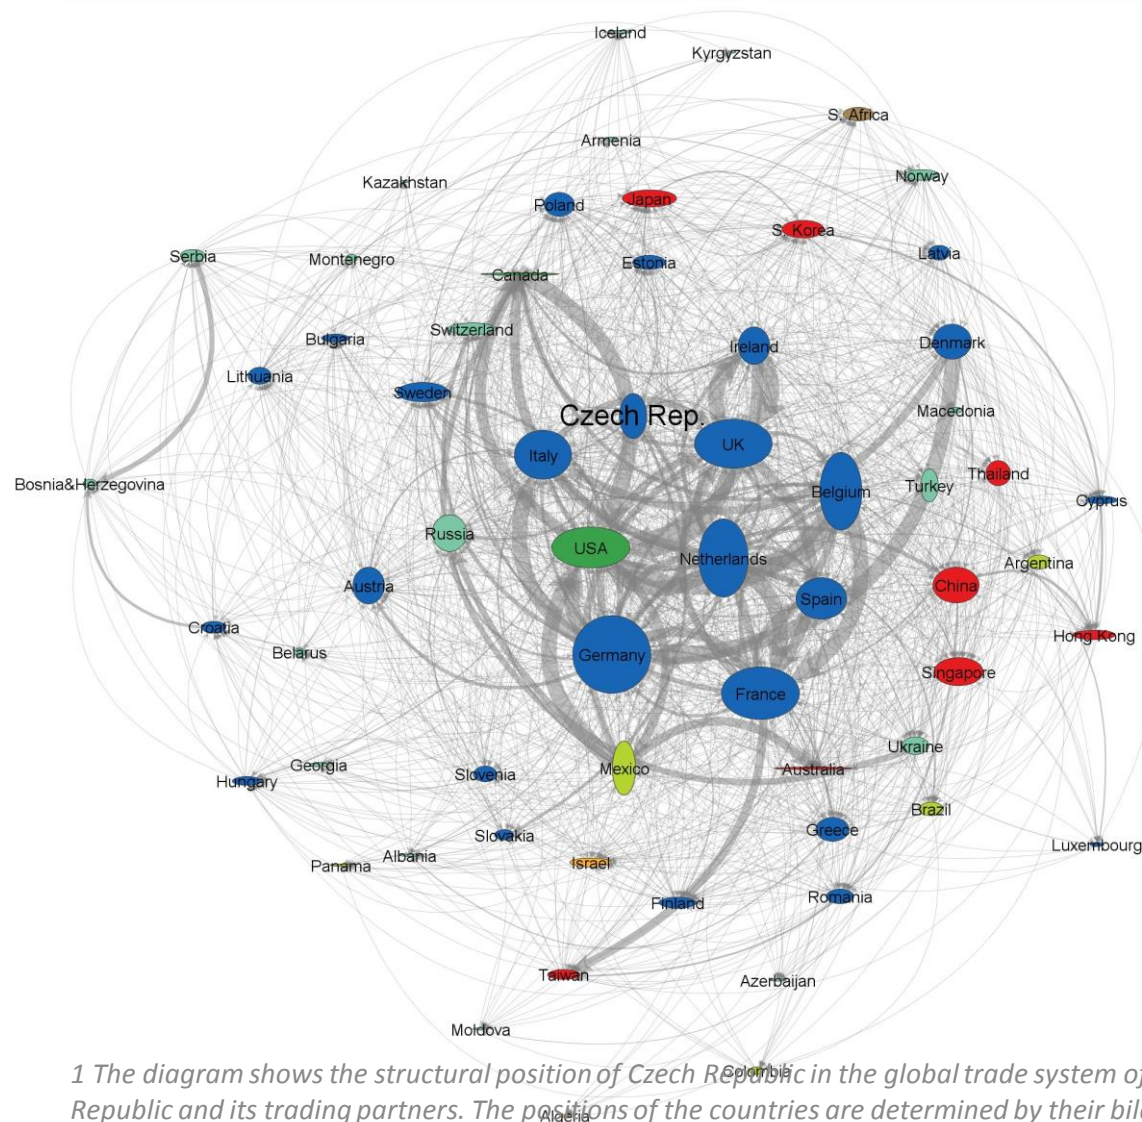 Iceland
Kyrgyzstan
S. Africa
Armenia
Norway
Kazakhstan
Japan
Poland
S. Korea
Latvia
Serbia
Montenegro
Estonia
Canada
Switzerland
Bulgaria
Ireland
Denmark
Lithuania
Sweden
Macedonia
Czech Rep.
UK
Italy
Thailand
Bosnia&Herzegovina
Belgium
Turkey
Cyprus
Russia
USA
Netherlands
Argentina
Austria
China
Spain
Croatia
Hong Kong
Belarus
Germany
Singapore
France
Ukraine
Georgia
Mexico
Australia
Hungary
Slovenia
Brazil
Slovakia
Greece
Luxembourg
Albania
Panama
Israel
Romania
Finland
Taiwan
Azerbaijan
Moldova
Colombia
1 The diagram shows the structural position of Czech Republic in the global trade system of
Republic and its trading partners. The positions of the countries are determined by their bila
Algeria